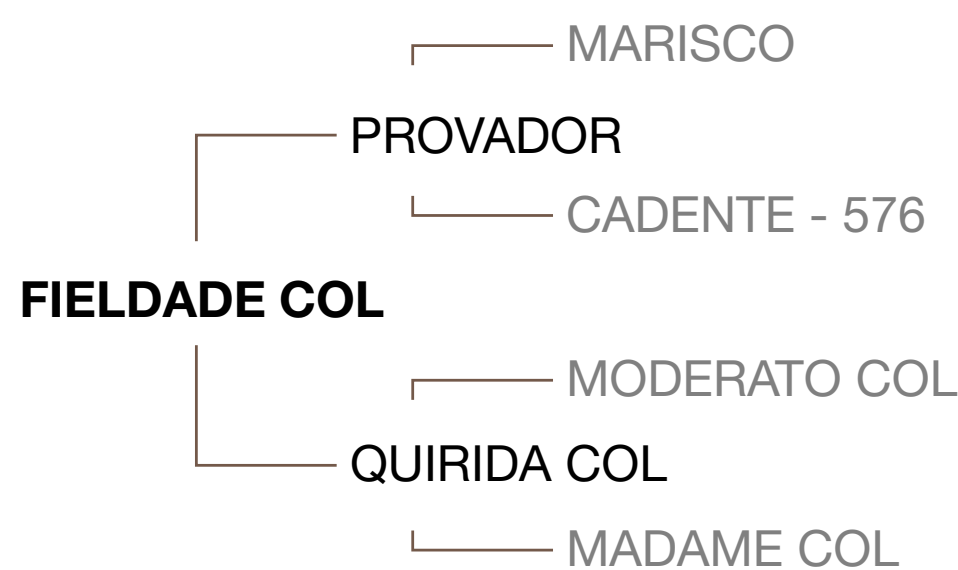 MARISCO
PROVADOR
CADENTE - 576
FIELDADE COL
MODERATO COL
QUIRIDA COL
MADAME COL